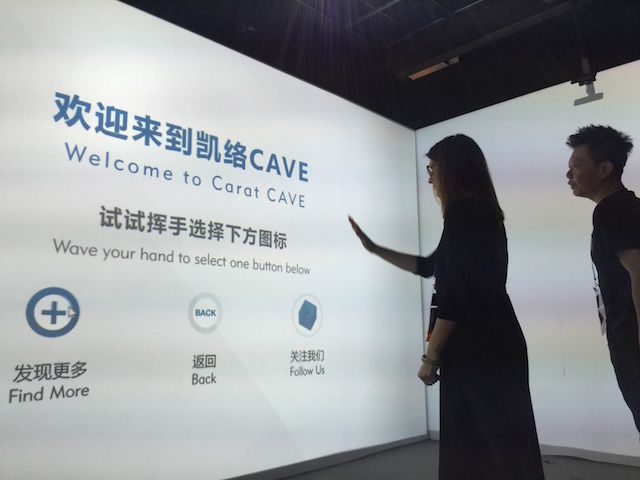 欢迎来到凯络CAVE
Welcome to Carat CAVE
试试挥手选择下方图标
Wave your hand to select one button below
BACK
发现更多
Find More
返回
Back
关注我们
Follow Us